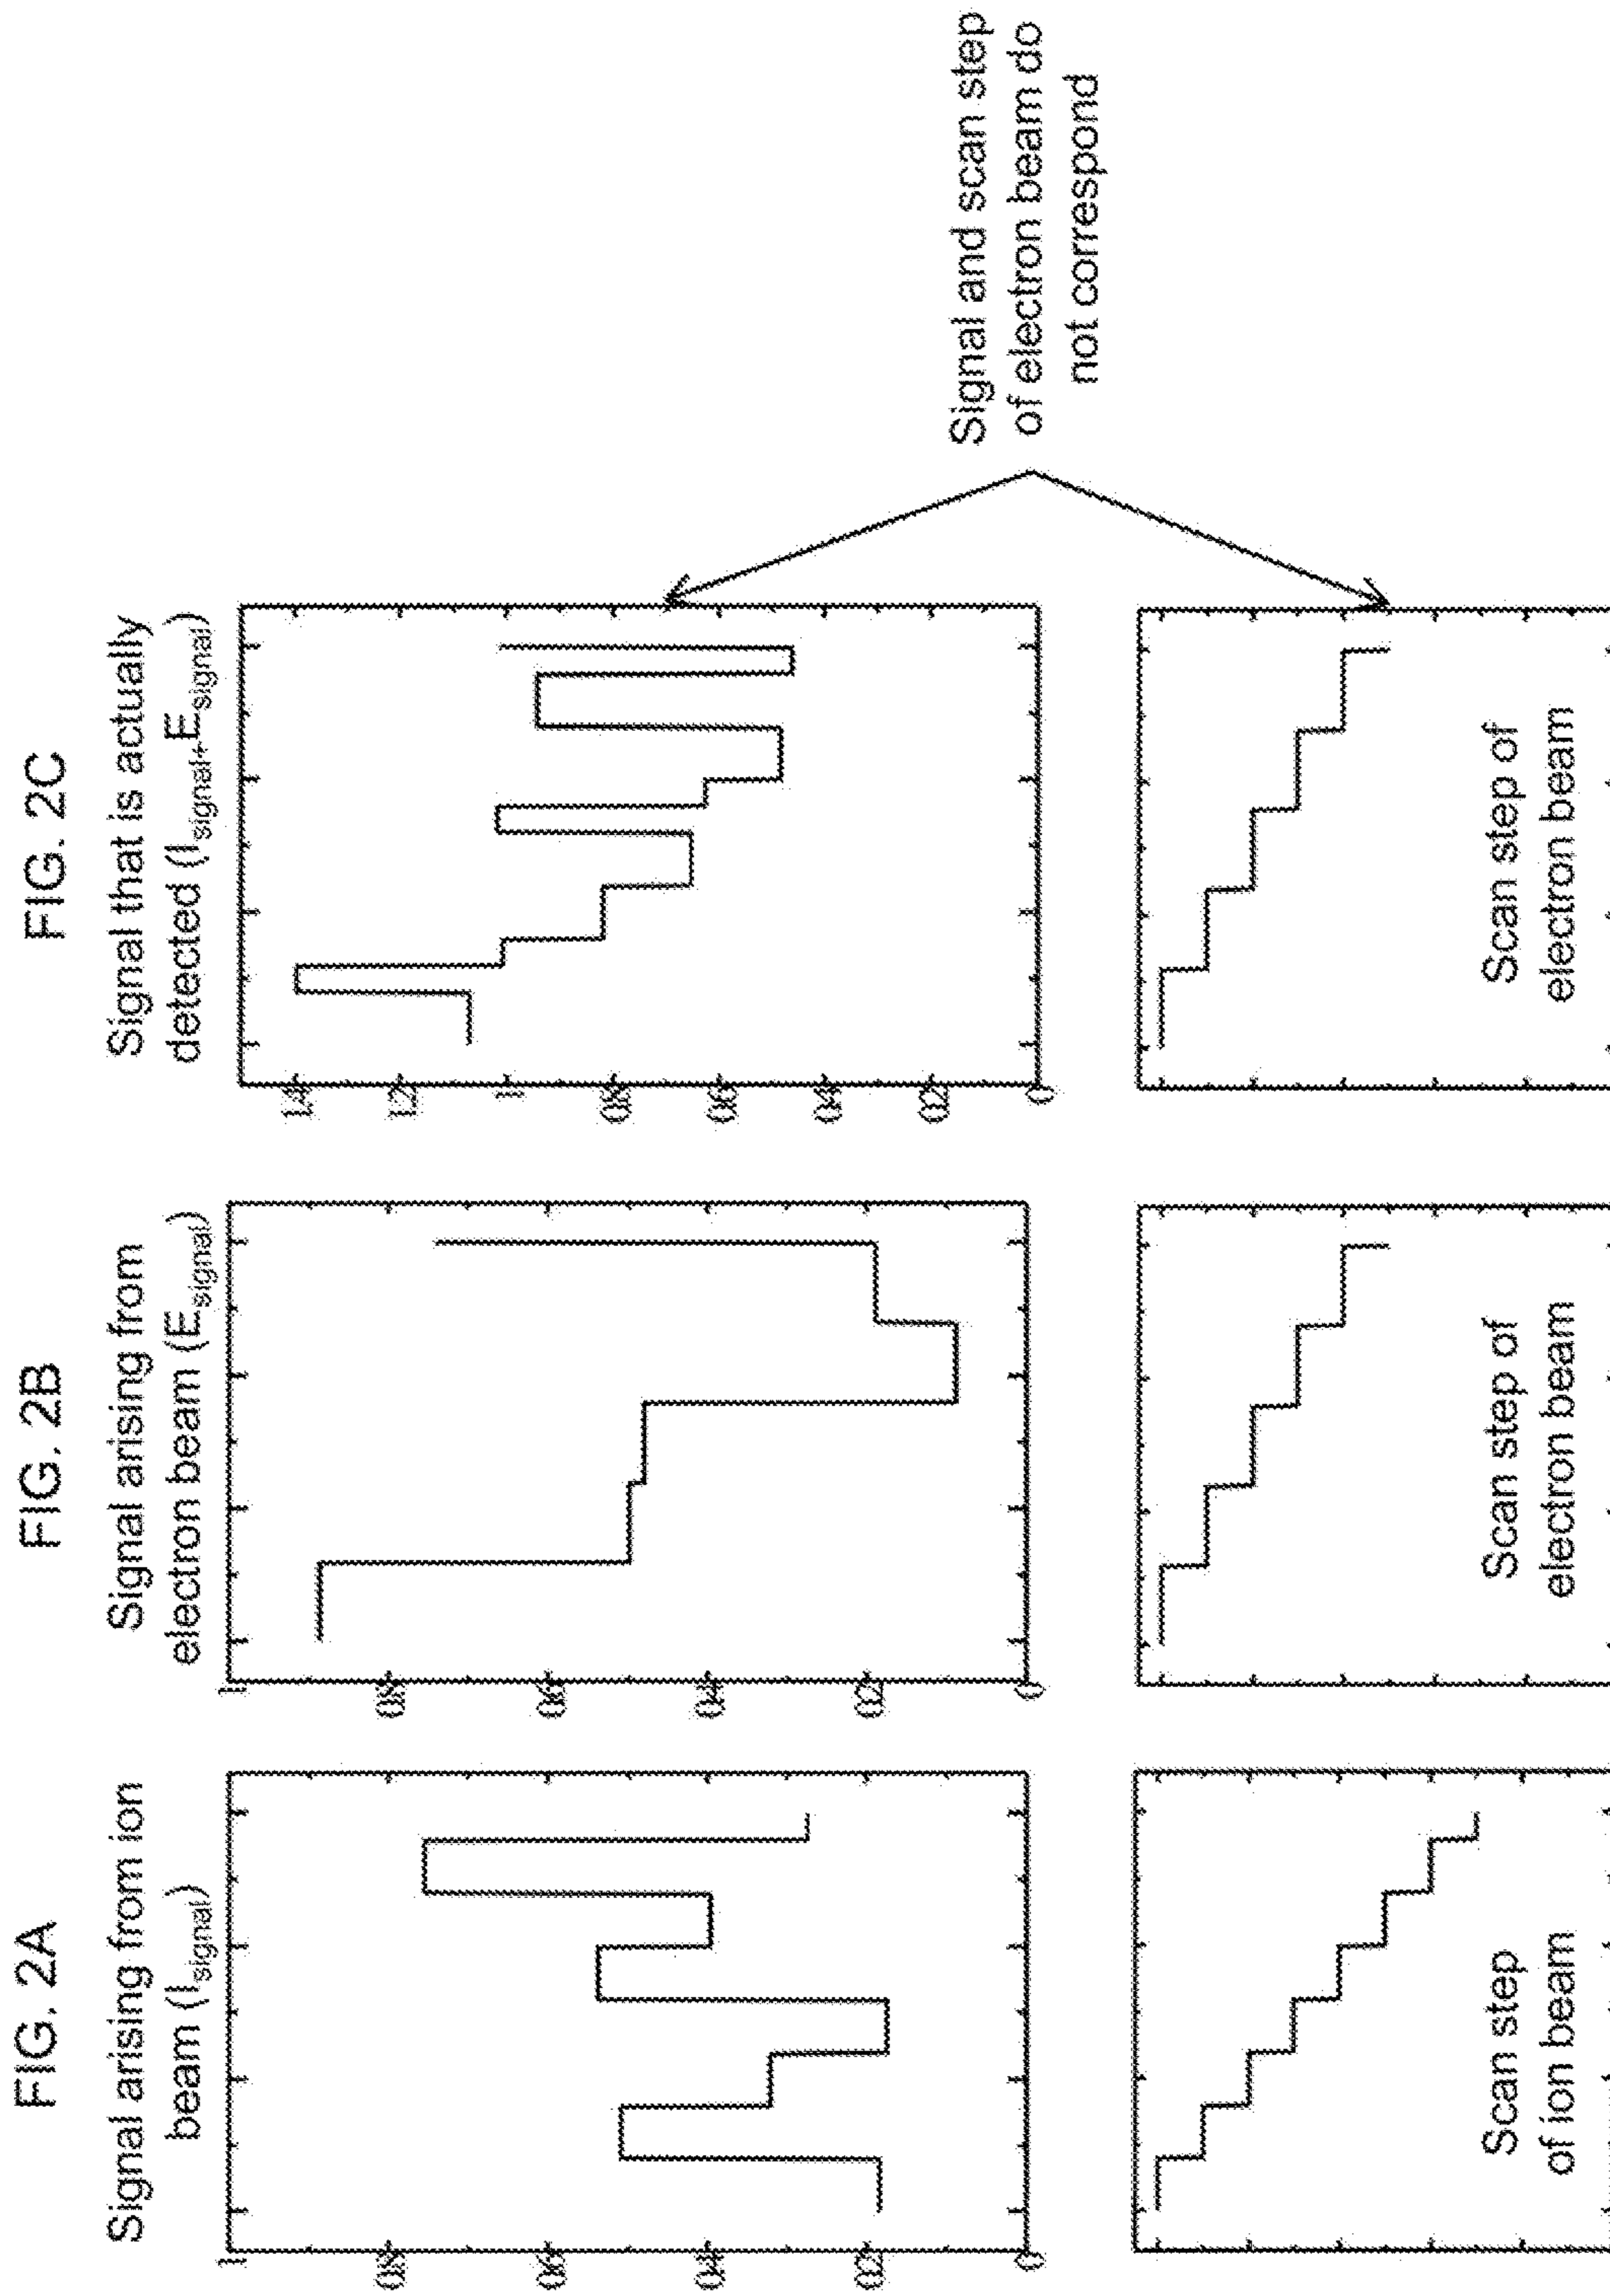 FIG. 2A
Signal arising from ion
beam (I_signal)
1
0.8
0.6
0.4
0.2
0
Scan step
of ion beam
FIG. 2B
Signal arising from
electron beam (E_signal)
1
0.8
0.6
0.4
0.2
0
Scan step of
electron beam
FIG. 2C
Signal that is actually
detected (I_signal+E_signal)
1.4
1.2
1
0.8
0.6
0.4
0.2
0
Scan step of
electron beam
Signal and scan step
of electron beam do
not correspond